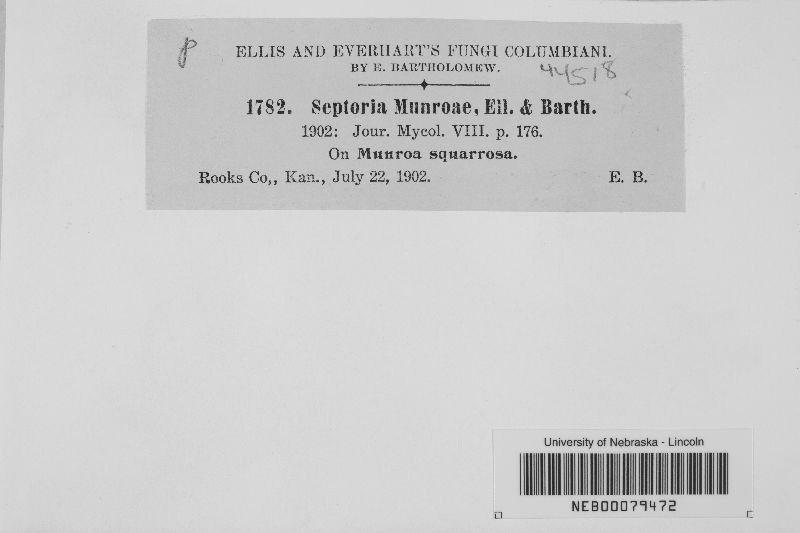 p
ELLIS AND EVERHART'S FUNGI COLUMBIANI.
BY E. BARTHOLOMEW.
44518
1782. Septoria Munroae, Ell. & Barth.
1902: Jour. Mycol. VIII. p. 176.
On Munroa squarrosa.
Rooks Co,, Kan., July 22, 1902. E. B.
University of Nebraska - Lincoln
NEB00079472